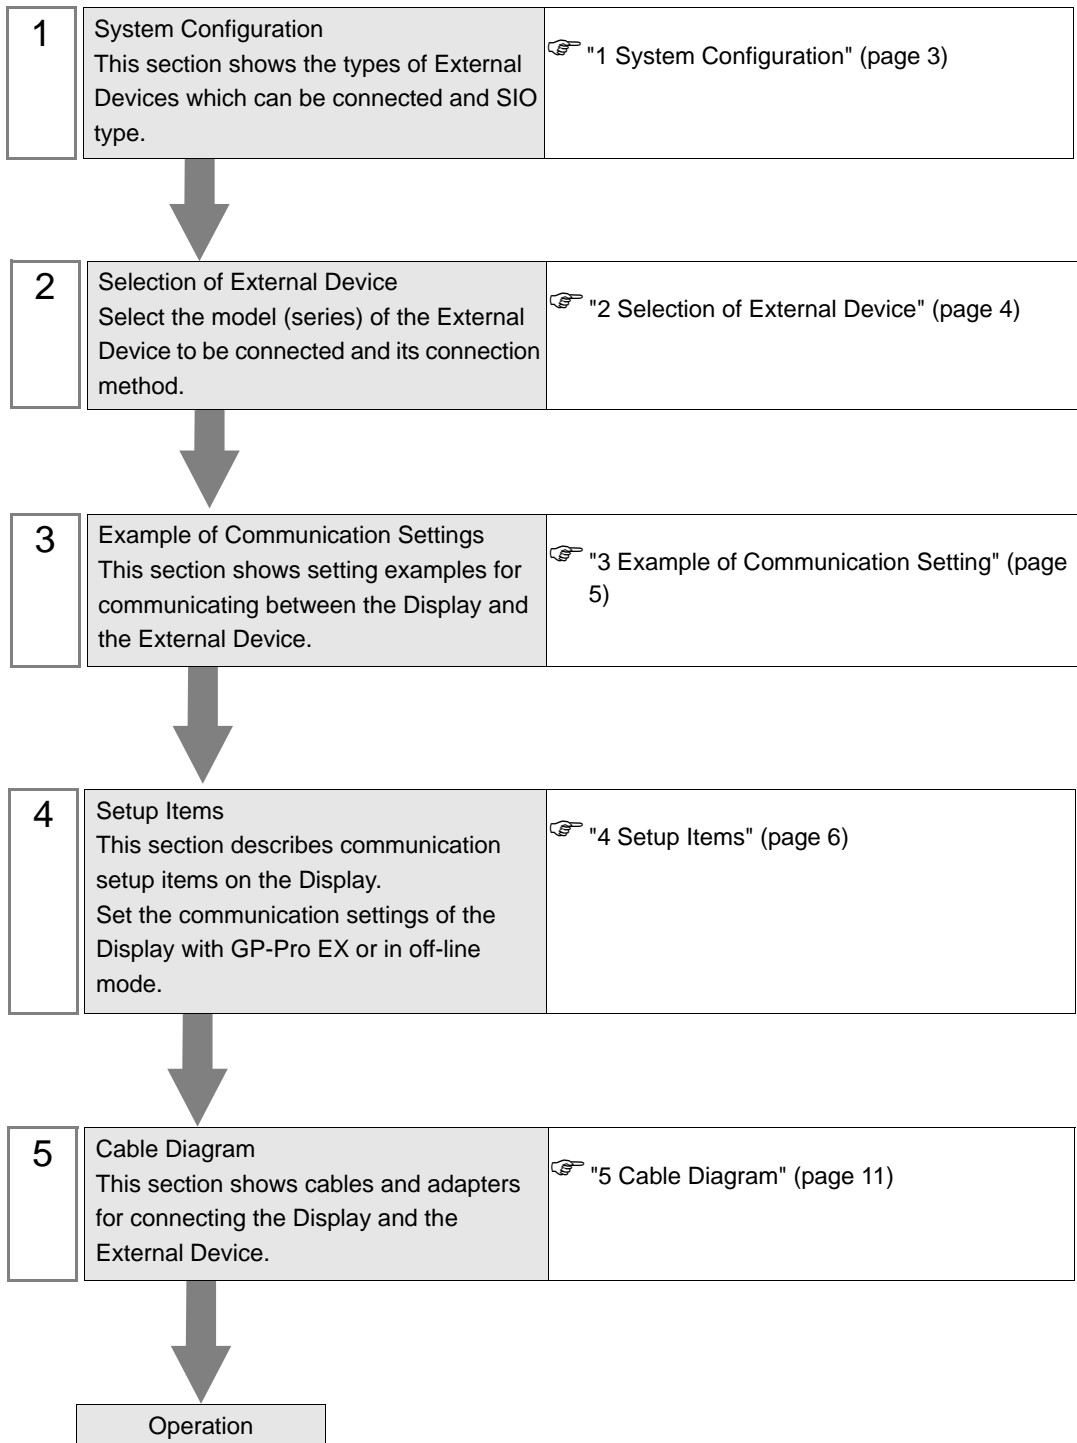 1
System Configuration
This section shows the types of External
Devices which can be connected and SIO
type.
"1 System Configuration" (page 3)
2
Selection of External Device
Select the model (series) of the External
Device to be connected and its connection
method.
"2 Selection of External Device" (page 4)
3
Example of Communication Settings
This section shows setting examples for
communicating between the Display and
the External Device.
"3 Example of Communication Setting" (page
5)
4
Setup Items
This section describes communication
setup items on the Display.
Set the communication settings of the
Display with GP-Pro EX or in off-line
mode.
"4 Setup Items" (page 6)
5
Cable Diagram
This section shows cables and adapters
for connecting the Display and the
External Device.
"5 Cable Diagram" (page 11)
Operation